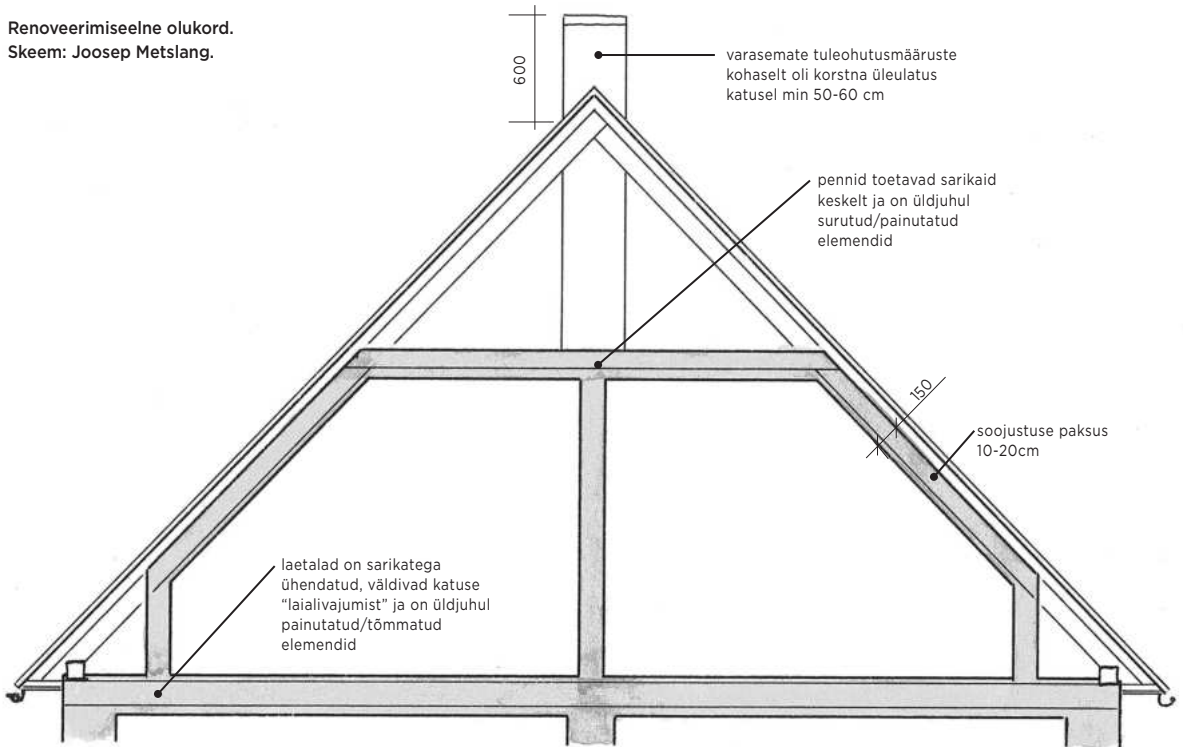 Renoveerimiseelne olukord.
Skeem: Joosep Metslang.
600
varasemate tuleohutusmääruste
kohaselt oli korstna üleulatus
katusel min 50-60 cm
pennid toetavad sarikaid
keskelt ja on üldjuhul
surutud/painutatud
elemendid
150
soojustuse paksus
10-20cm
laetalad on sarikatega
ühendatud, väldivad katuse
“laialivajumist” ja on üldjuhul
painutatud/tõmmatud
elemendid